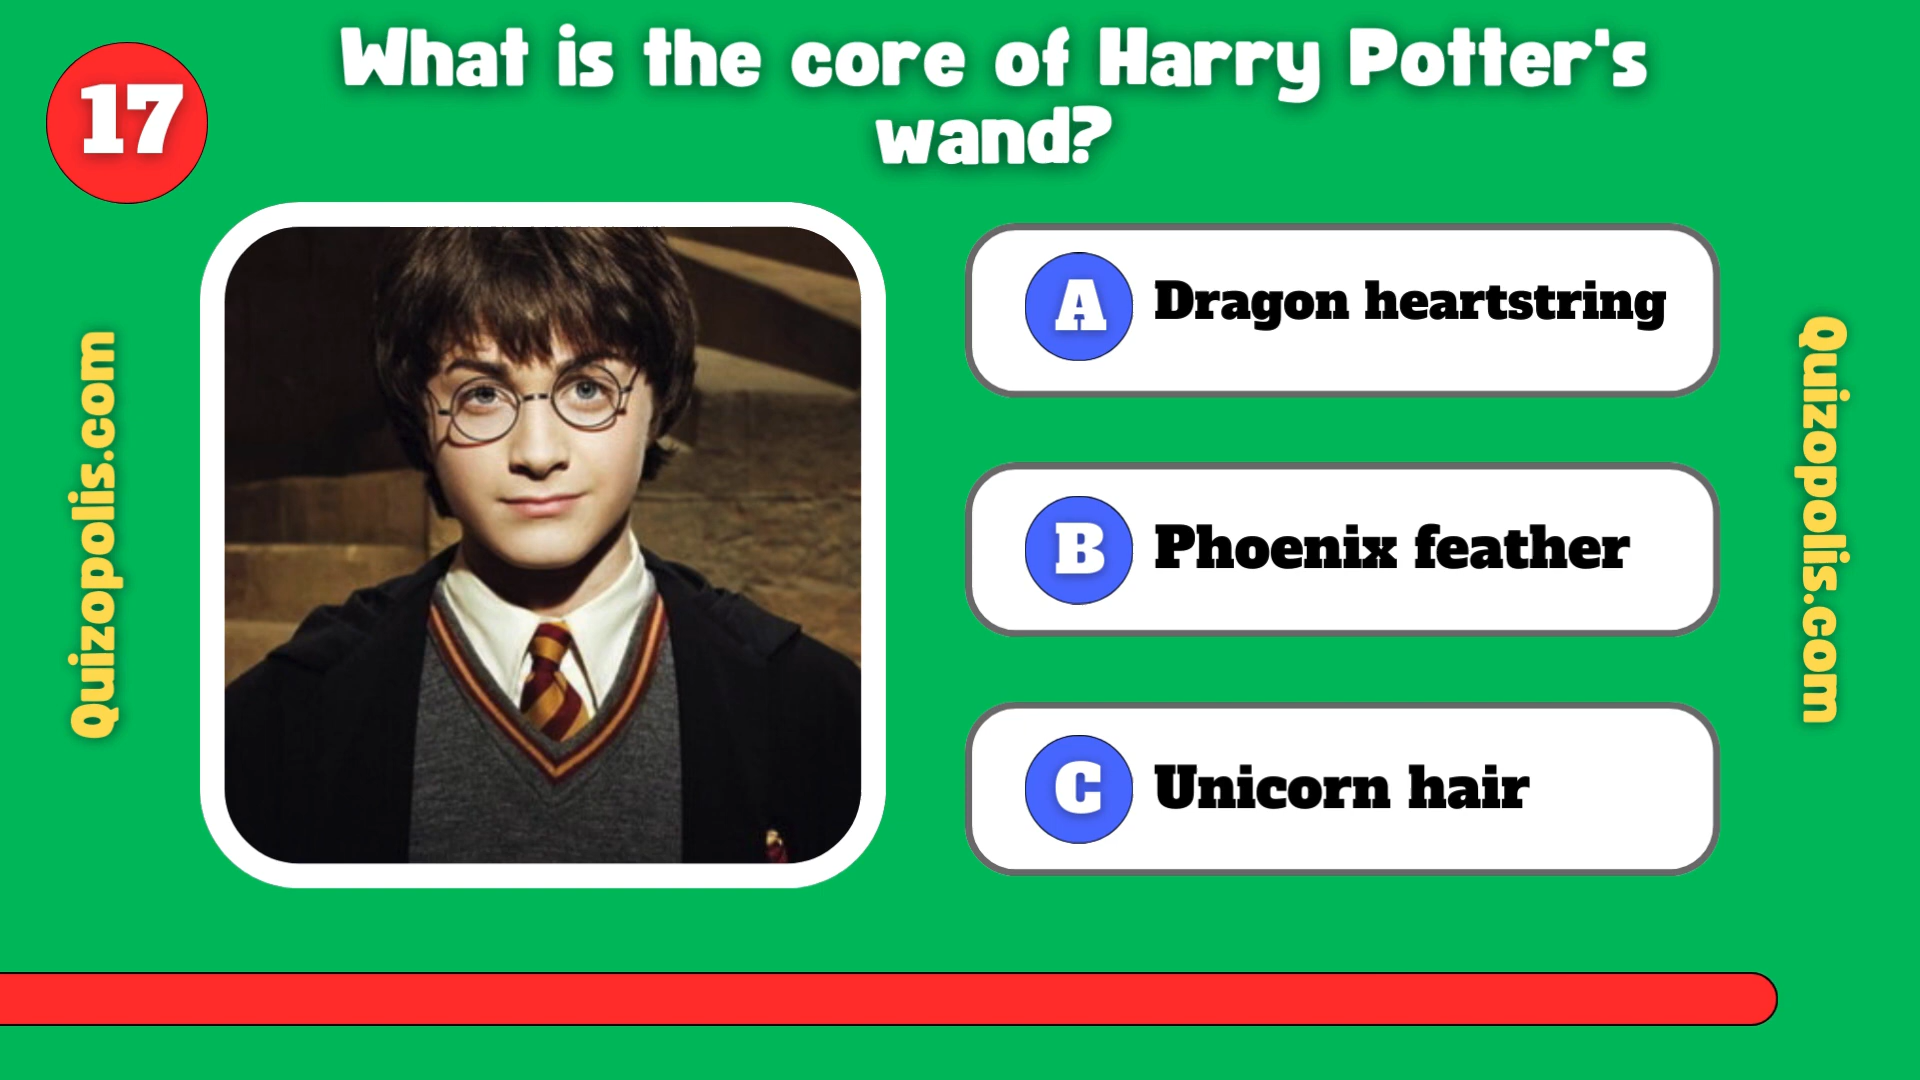 17
What is the core of Harry Potter's
wand?
Quizopolis.com
A Dragon heartstring
B Phoenix feather
C Unicorn hair
Quizopolis.com